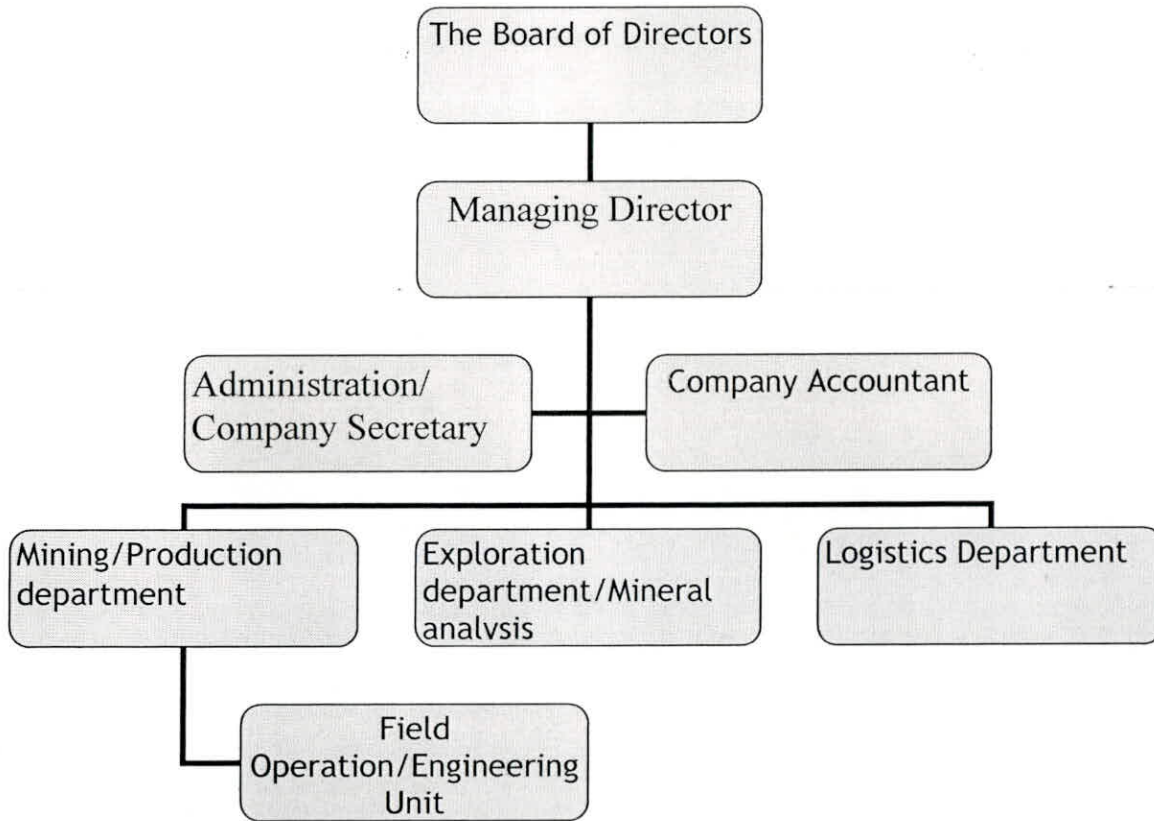 The Board of Directors
Managing Director
Administration/
Company Secretary
Company Accountant
Mining/Production
department
Exploration
department/Mineral
analysis
Logistics Department
Field
Operation/Engineering
Unit